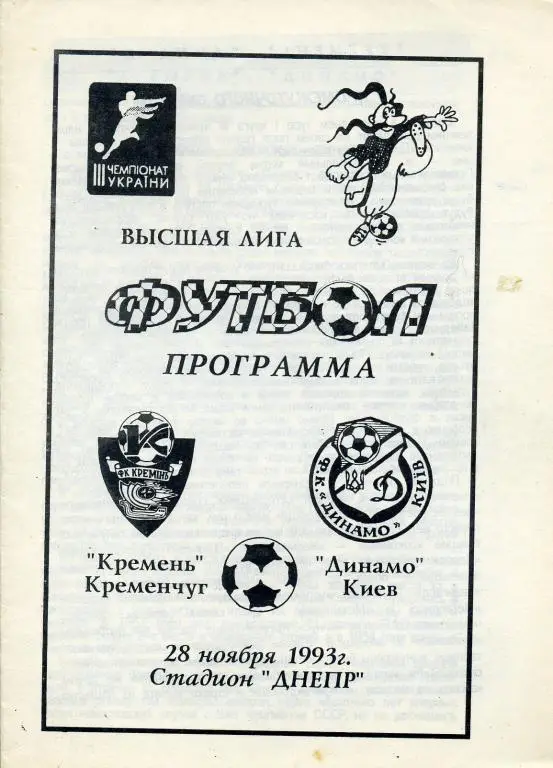 III ЧЕМПІОНАТ
УКРАЇНИ
ВЫСШАЯ ЛИГА
ФУТБОЛ
ПРОГРАММА
ФК КРЕМІНЬ
Ф.К. „ДИНАМО" КИЇВ
Д
"Кремень"
Кременчуг
"Динамо"
Киев
28 ноября 1993г.
Стадион "ДНЕПР"